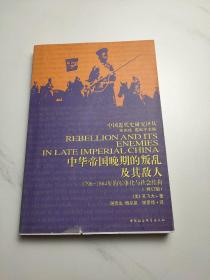 中国近代史研究译丛
REBELLION AND ITS
ENEMIES
IN LATE IMPERIAL CHINA
中华帝国晚期的叛乱
及其敌人
1796-1864年的军事化与社会结构
(修订版)
中国社会科学出版社